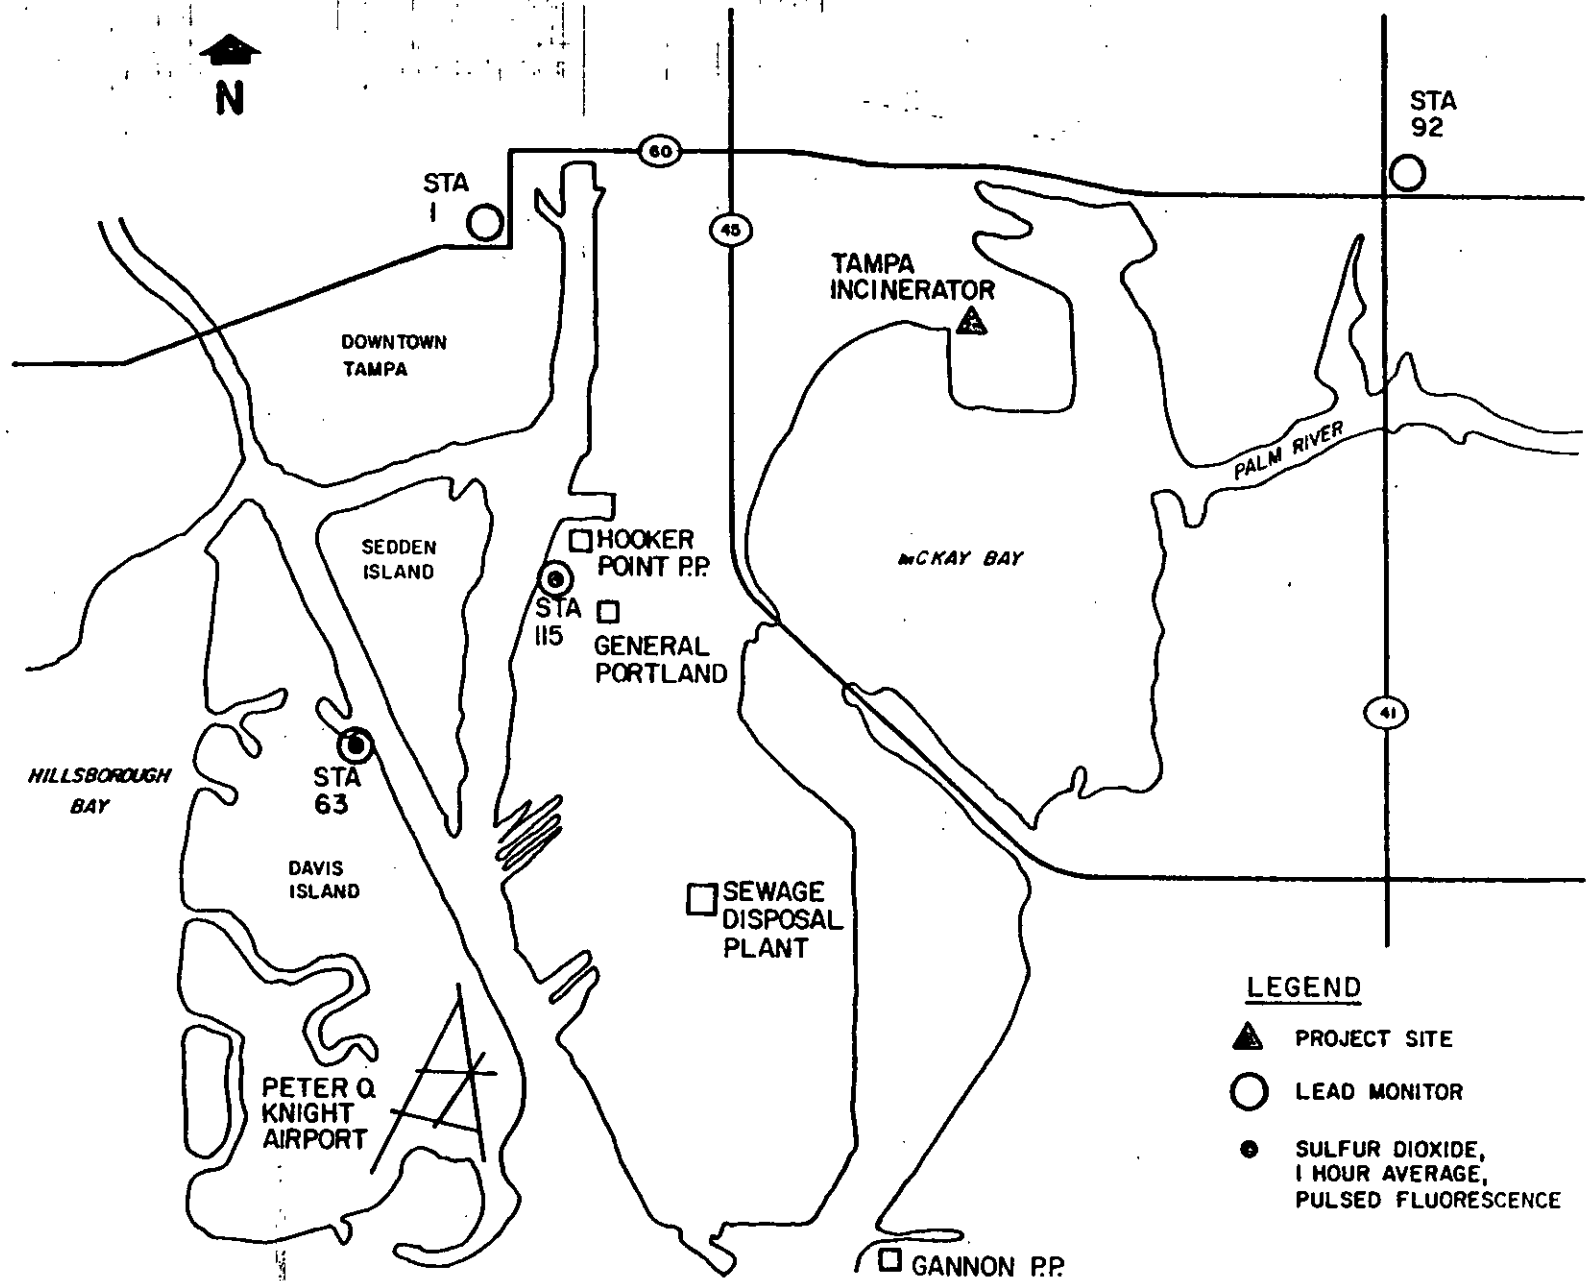 N
STA
92
60
STA
1
45
TAMPA
INCINERATOR
DOWNTOWN
TAMPA
PALM RIVER
SEDDEN
ISLAND
HOOKER
POINT P.P.
McKAY BAY
STA
115
GENERAL
PORTLAND
41
HILLSBOROUGH
BAY
STA
63
DAVIS
ISLAND
SEWAGE
DISPOSAL
PLANT
LEGEND
PROJECT SITE
LEAD MONITOR
SULFUR DIOXIDE,
1 HOUR AVERAGE,
PULSED FLUORESCENCE
PETER O.
KNIGHT
AIRPORT
GANNON P.P.